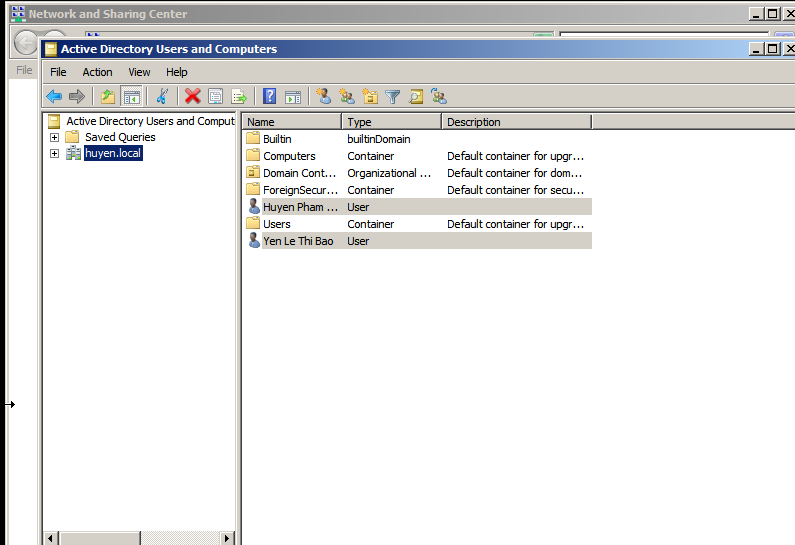 Network and Sharing Center
File
Active Directory Users and Computers
File Action View Help
Active Directory Users and Comput
Saved Queries
huyen.local
Name Type Description
Builtin builtinDomain
Computers Container Default container for upgr...
Domain Cont... Organizational ... Default container for dom...
ForeignSecur... Container Default container for secu...
Huyen Pham ... User
Users Container Default container for upgr...
Yen Le Thi Bao User